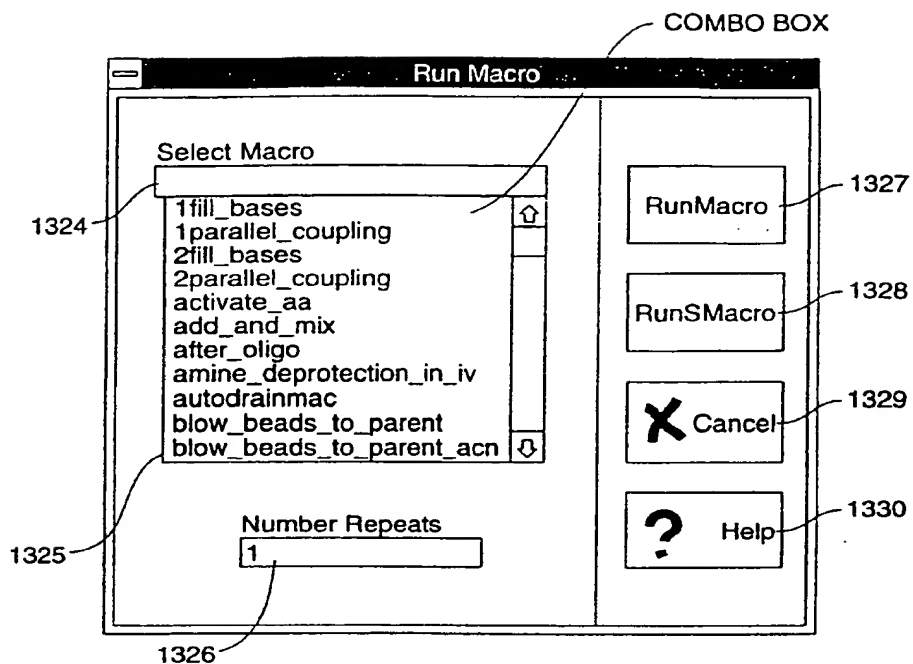 COMBO BOX
Run Macro
Select Macro
1324
1fill_bases
1parallel_coupling
2fill_bases
2parallel_coupling
activate_aa
add_and_mix
after_oligo
amine_deprotection_in_iv
autodrainmac
blow_beads_to_parent
blow_beads_to_parent_acn
1325
Number Repeats
1
1326
RunMacro
1327
RunSMacro
1328
Cancel
1329
? Help
1330